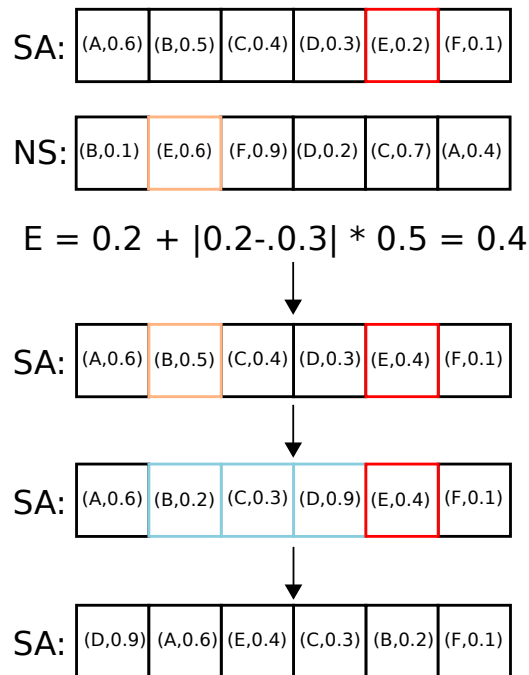 SA: (A,0.6) (B,0.5) (C,0.4) (D,0.3) (E,0.2) (F,0.1)
NS: (B,0.1) (E,0.6) (F,0.9) (D,0.2) (C,0.7) (A,0.4)
E = 0.2 + |0.2-.0.3| * 0.5 = 0.4
SA: (A,0.6) (B,0.5) (C,0.4) (D,0.3) (E,0.4) (F,0.1)
SA: (A,0.6) (B,0.2) (C,0.3) (D,0.9) (E,0.4) (F,0.1)
SA: (D,0.9) (A,0.6) (E,0.4) (C,0.3) (B,0.2) (F,0.1)